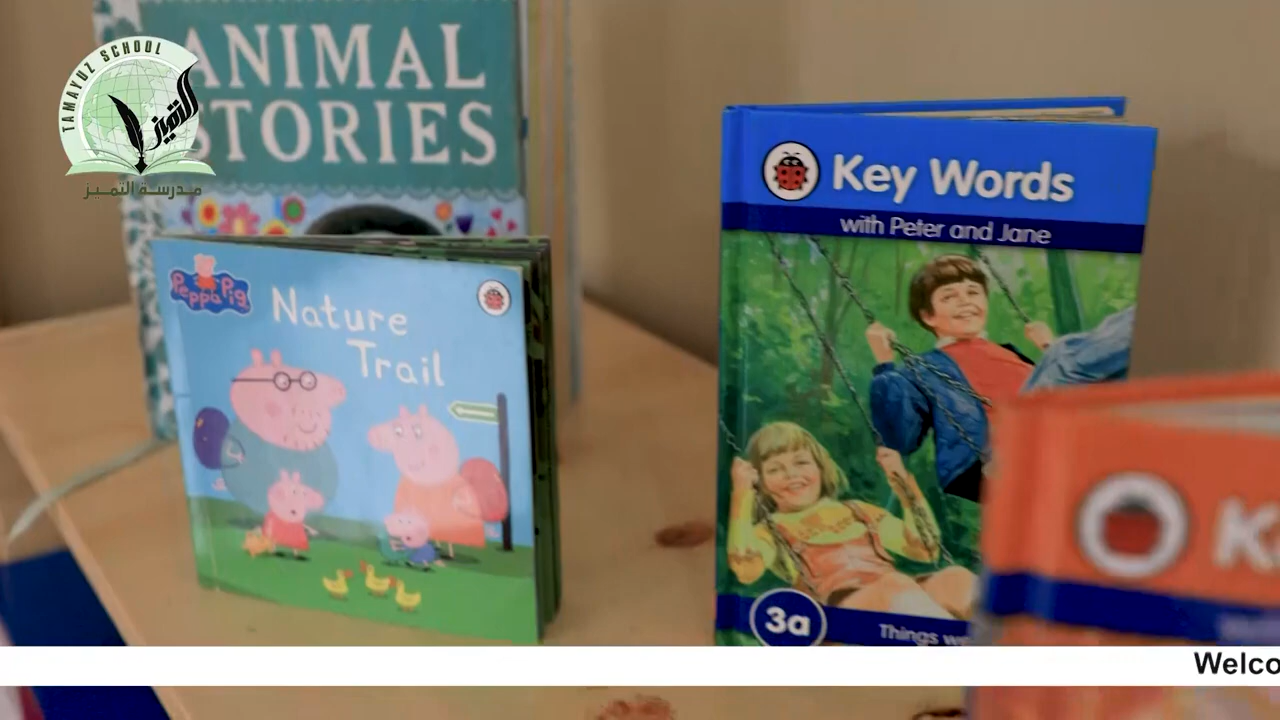 TAMAYUZ SCHOOL
التميز
مدرسة التميز
ANIMAL
STORIES
Peppa Pig
Nature
Trail
Key Words
with Peter and Jane
3a
Things we
K
Welco